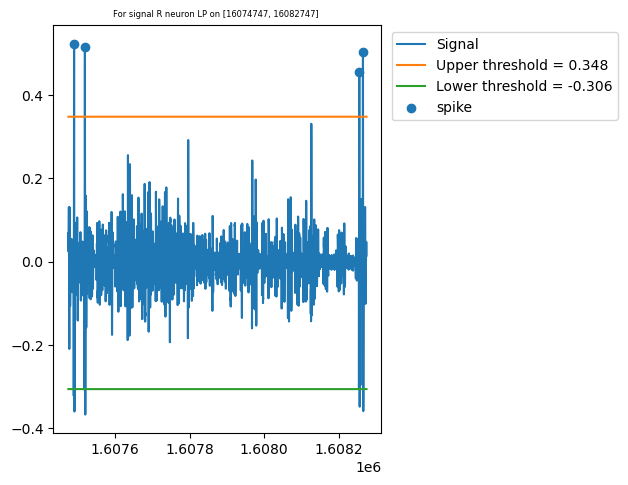 For signal R neuron LP on [16074747, 16082747]
Signal
Upper threshold = 0.348
Lower threshold = -0.306
spike
0.4
0.2
0.0
−0.2
−0.4
1.6076 1.6078 1.6080 1.6082
1e6